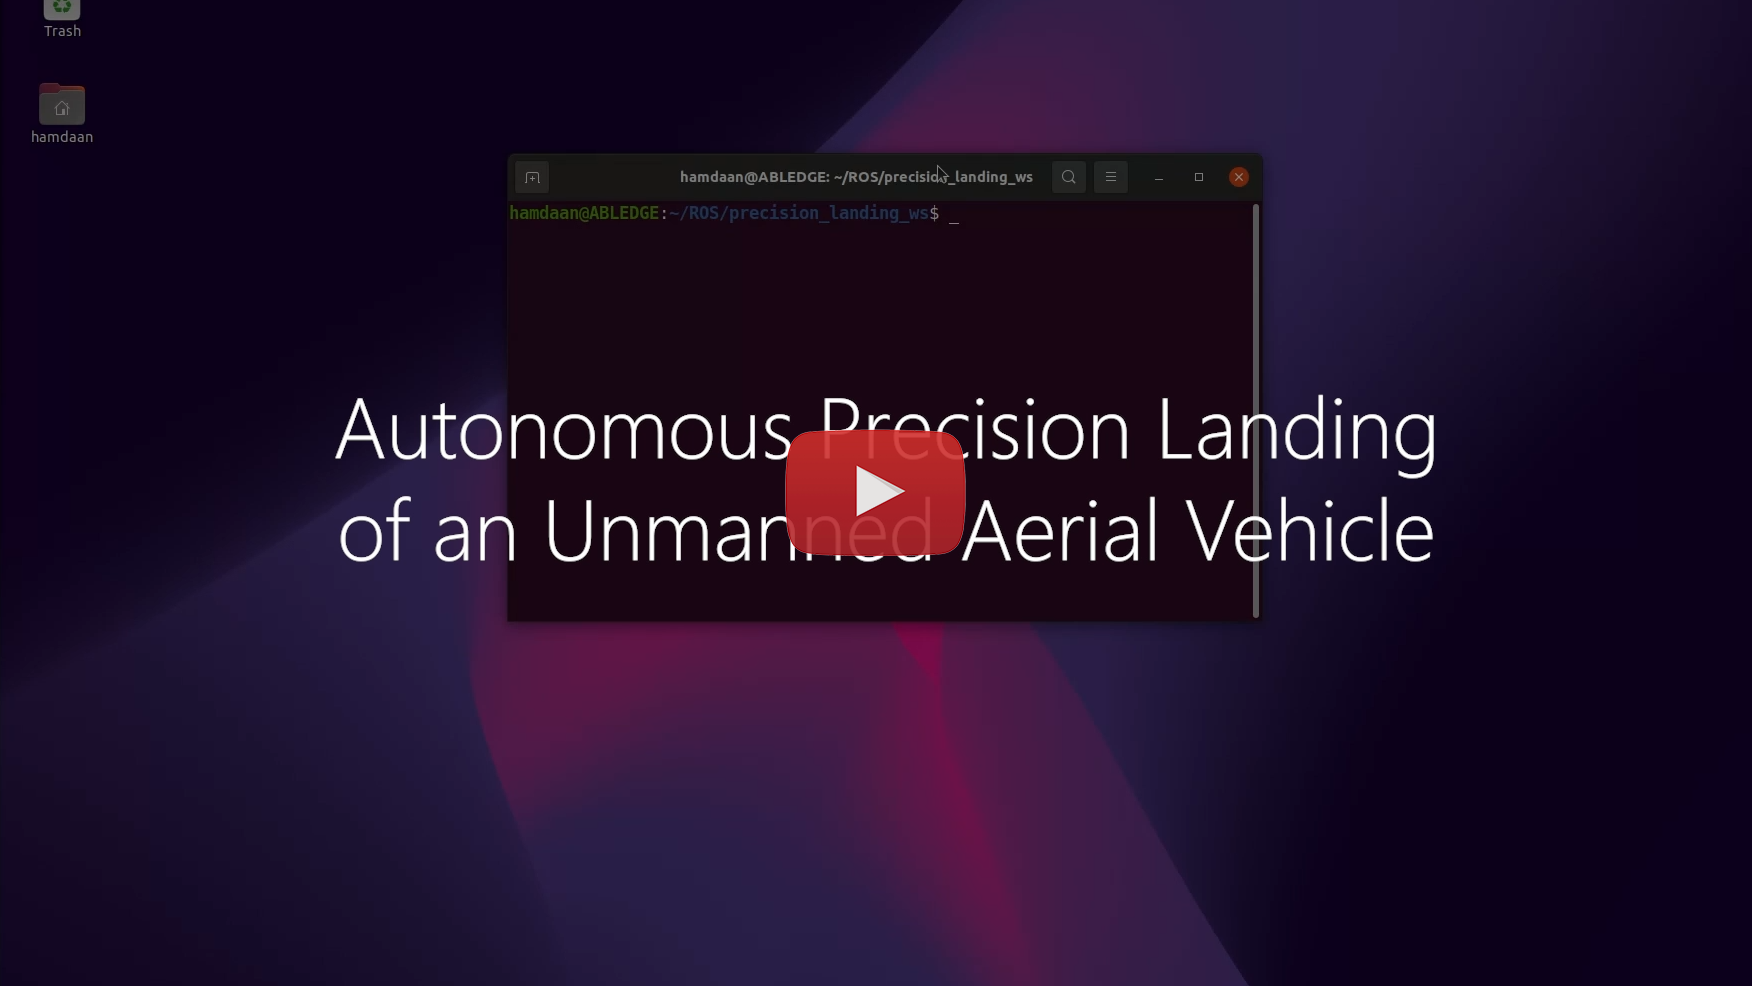 Trash
hamdaan
hamdaan@ABLEDGE: ~/ROS/precision_landing_ws
hamdaan@ABLEDGE:~/ROS/precision_landing_ws$ _
Autonomous Precision Landing
of an Unmanned Aerial Vehicle